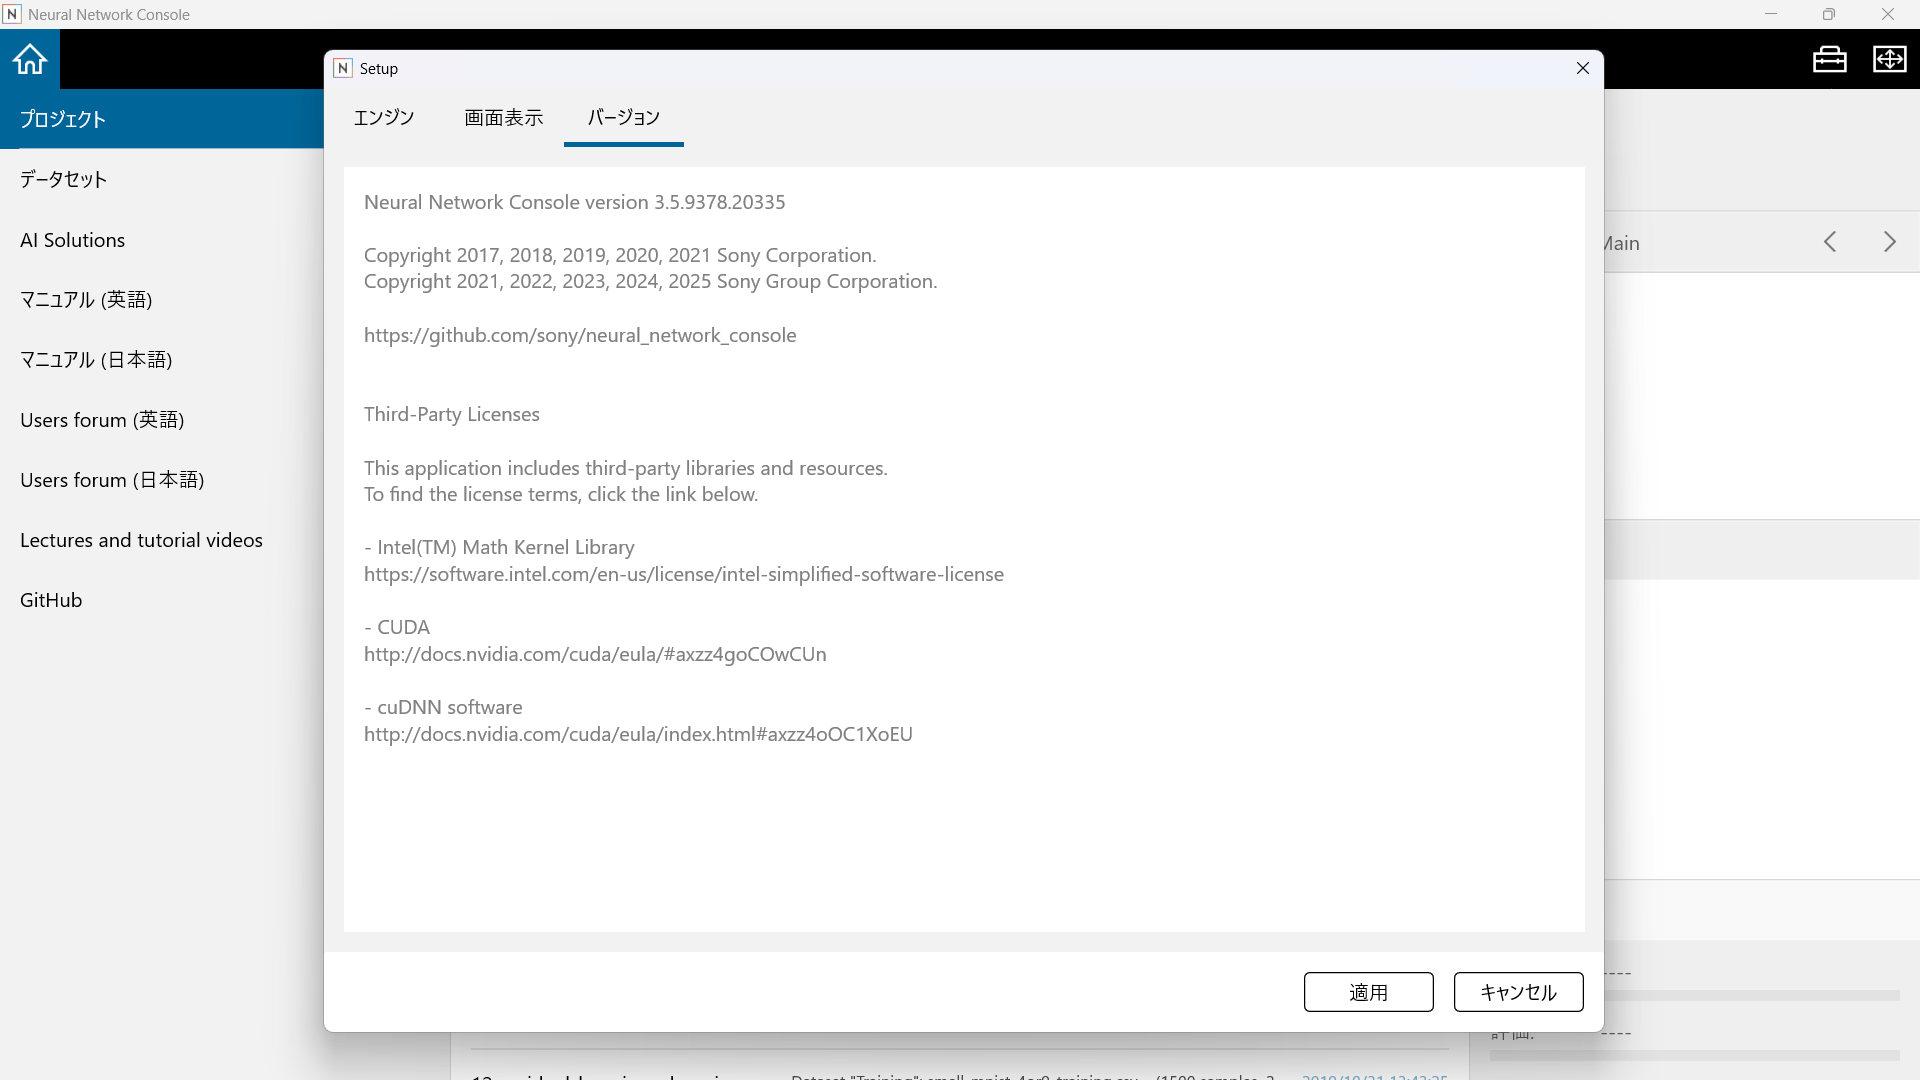 Neural Network Console
Setup
エンジン
画面表示
バージョン
プロジェクト
データセット
AI Solutions
マニュアル (英語)
マニュアル (日本語)
Users forum (英語)
Users forum (日本語)
Lectures and tutorial videos
GitHub
Neural Network Console version 3.5.9378.20335
Copyright 2017, 2018, 2019, 2020, 2021 Sony Corporation.
Copyright 2021, 2022, 2023, 2024, 2025 Sony Group Corporation.
https://github.com/sony/neural_network_console
Third-Party Licenses
This application includes third-party libraries and resources.
To find the license terms, click the link below.
- Intel(TM) Math Kernel Library
https://software.intel.com/en-us/license/intel-simplified-software-license
- CUDA
http://docs.nvidia.com/cuda/eula/#axzz4goCOwCUn
- cuDNN software
http://docs.nvidia.com/cuda/eula/index.html#axzz4oOC1XoEU
適用
キャンセル
Main
----
評価: ----